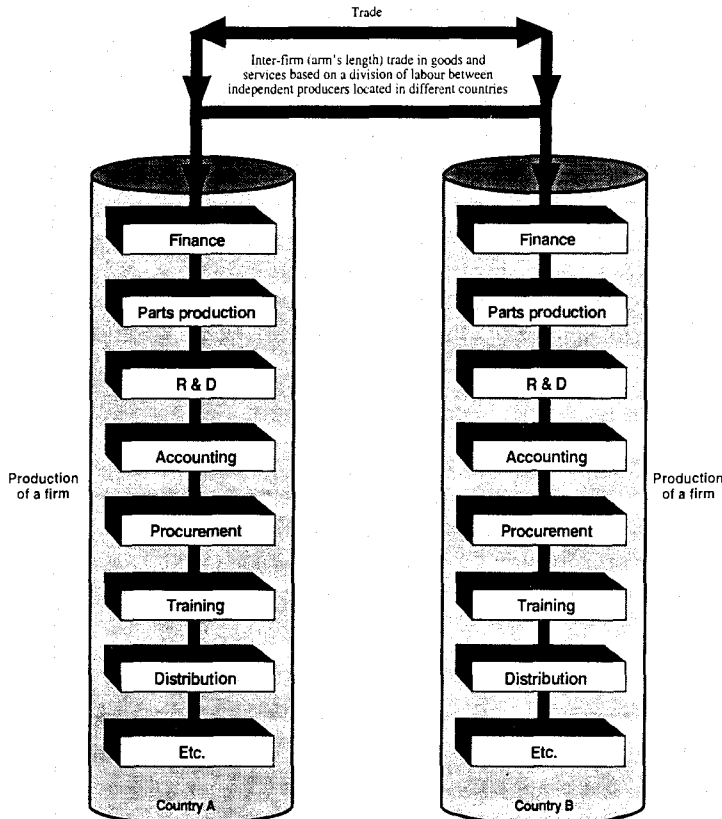 Trade
Inter-firm (arm's length) trade in goods and
services based on a division of labour between
independent producers located in different countries
Finance
Parts production
R & D
Accounting
Procurement
Training
Distribution
Etc.
Country A
Production
of a firm
Finance
Parts production
R & D
Accounting
Procurement
Training
Distribution
Etc.
Country B
Production
of a firm